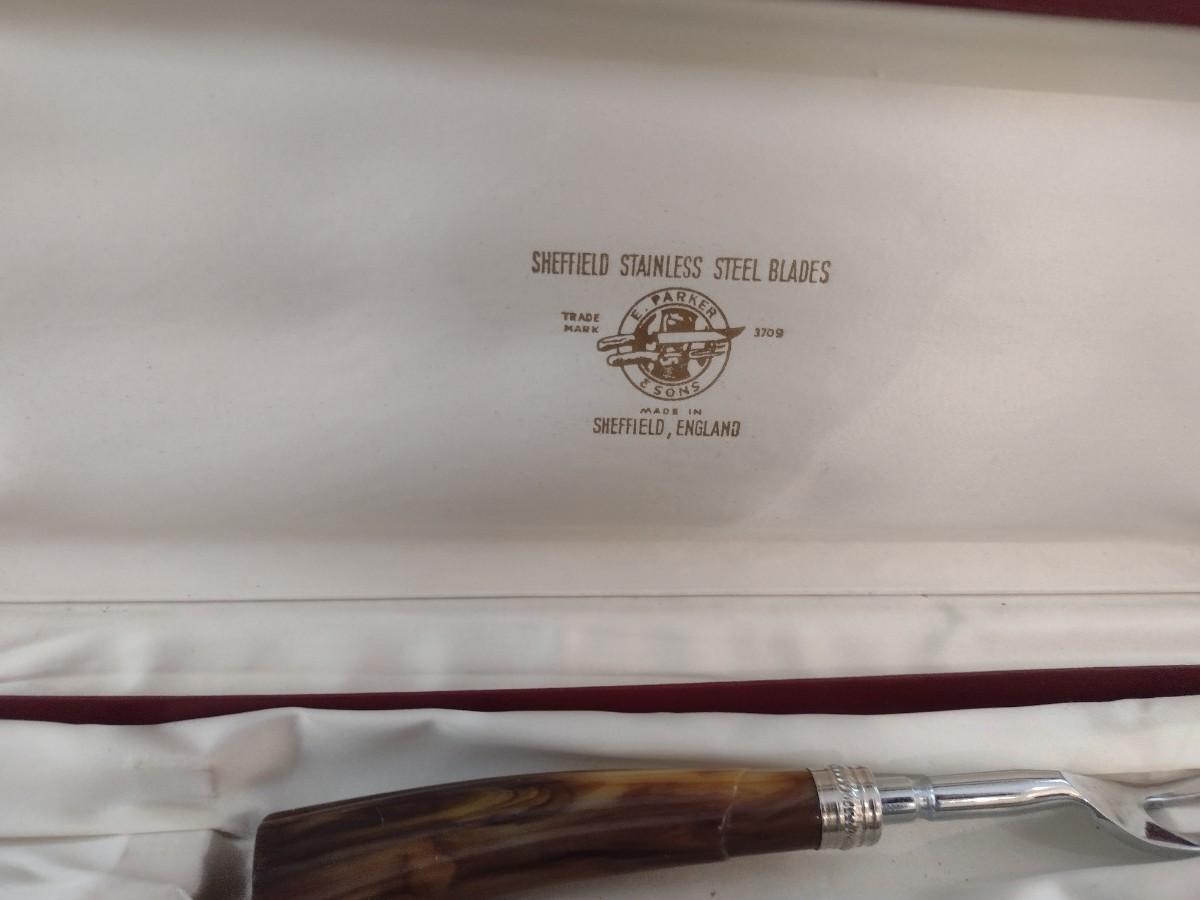 SHEFFIELD STAINLESS STEEL BLADES
E. PARKER
TRADE
MARK
3709
& SONS
MADE IN
SHEFFIELD, ENGLAND